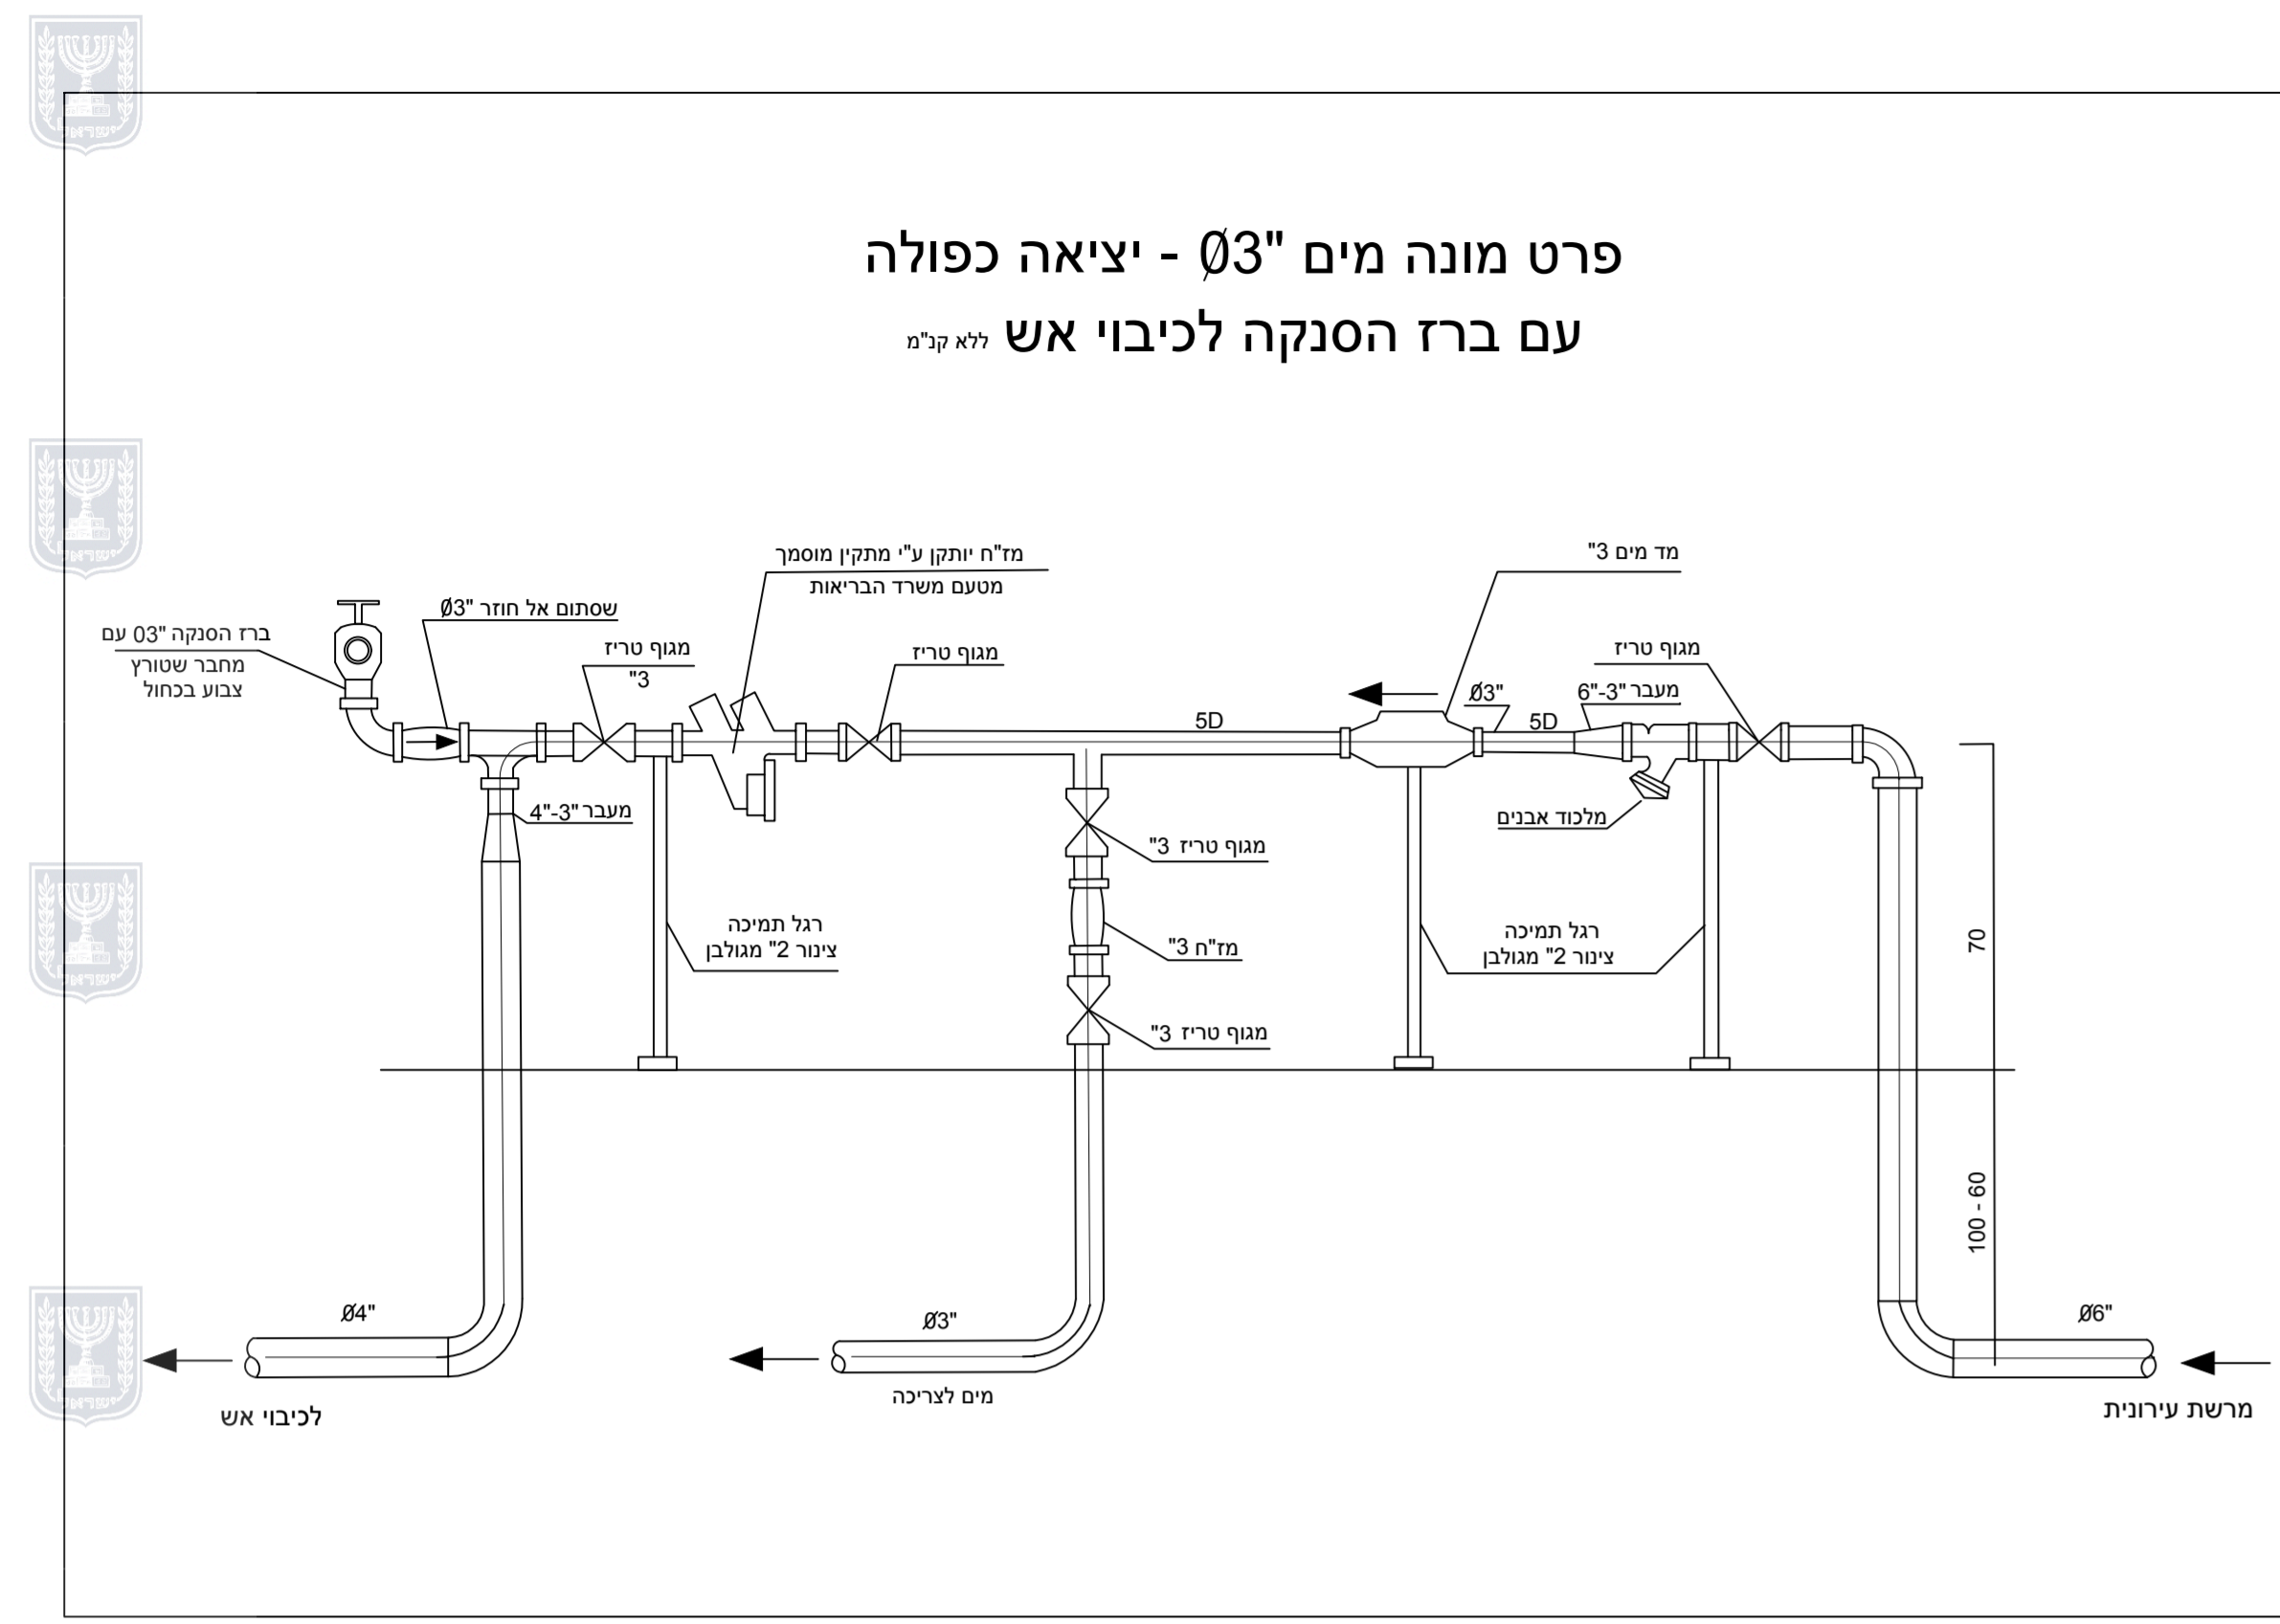 פרט מונה מים "Ø3 - יציאה כפולה
עם ברז הסנקה לכיבוי אש ללא קנ"מ
מד מים 3"
מז"ח יותקן ע"י מתקין מוסמך
מטעם משרד הבריאות
שסתום אל חוזר "Ø3
ברז הסנקה "03 עם
מחבר שטורץ
צבוע בכחול
מגוף טריז
3"
מגוף טריז
מגוף טריז
מעבר 6"-3"
Ø3"
5D
5D
מלכוד אבנים
מעבר 4"-3"
מגוף טריז 3"
מז"ח 3"
מגוף טריז 3"
רגל תמיכה
צינור 2" מגולבן
רגל תמיכה
צינור 2" מגולבן
70
100 - 60
Ø6"
מרשת עירונית
Ø3"
מים לצריכה
Ø4"
לכיבוי אש
ישראל
ישראל
ישראל
ישראל